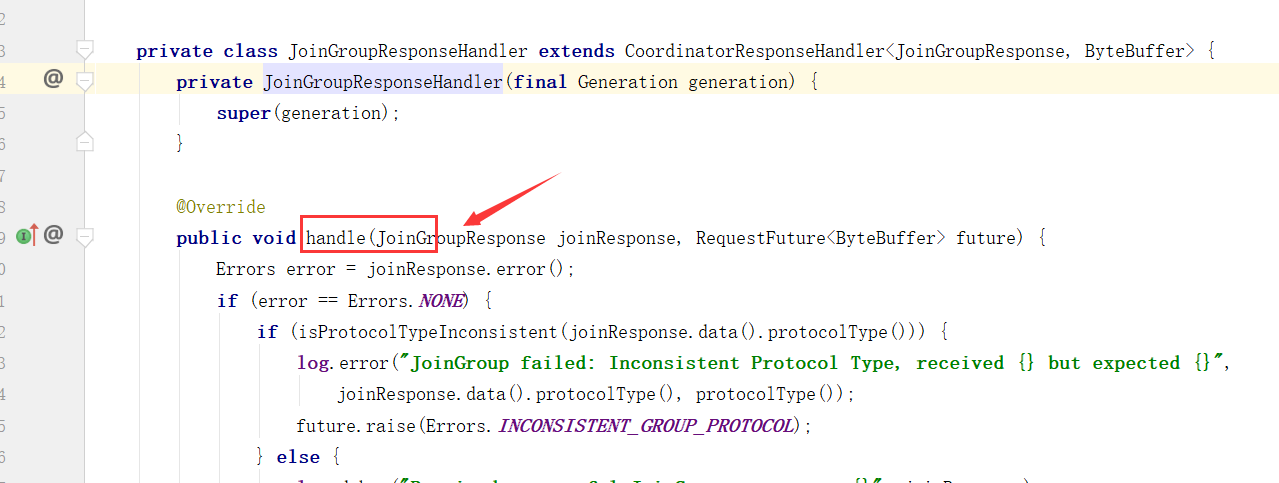 2
3 private class JoinGroupResponseHandler extends CoordinatorResponseHandler<JoinGroupResponse, ByteBuffer> {
4 @ private JoinGroupResponseHandler(final Generation generation) {
5 super(generation);
6 }
7
8 @Override
9 @ public void handle(JoinGroupResponse joinResponse, RequestFuture<ByteBuffer> future) {
0 Errors error = joinResponse.error();
1 if (error == Errors.NONE) {
2 if (isProtocolTypeInconsistent(joinResponse.data().protocolType())) {
3 log.error("JoinGroup failed: Inconsistent Protocol Type, received {} but expected {}",
4 joinResponse.data().protocolType(), protocolType());
5 future.raise(Errors.INCONSISTENT_GROUP_PROTOCOL);
6 } else {